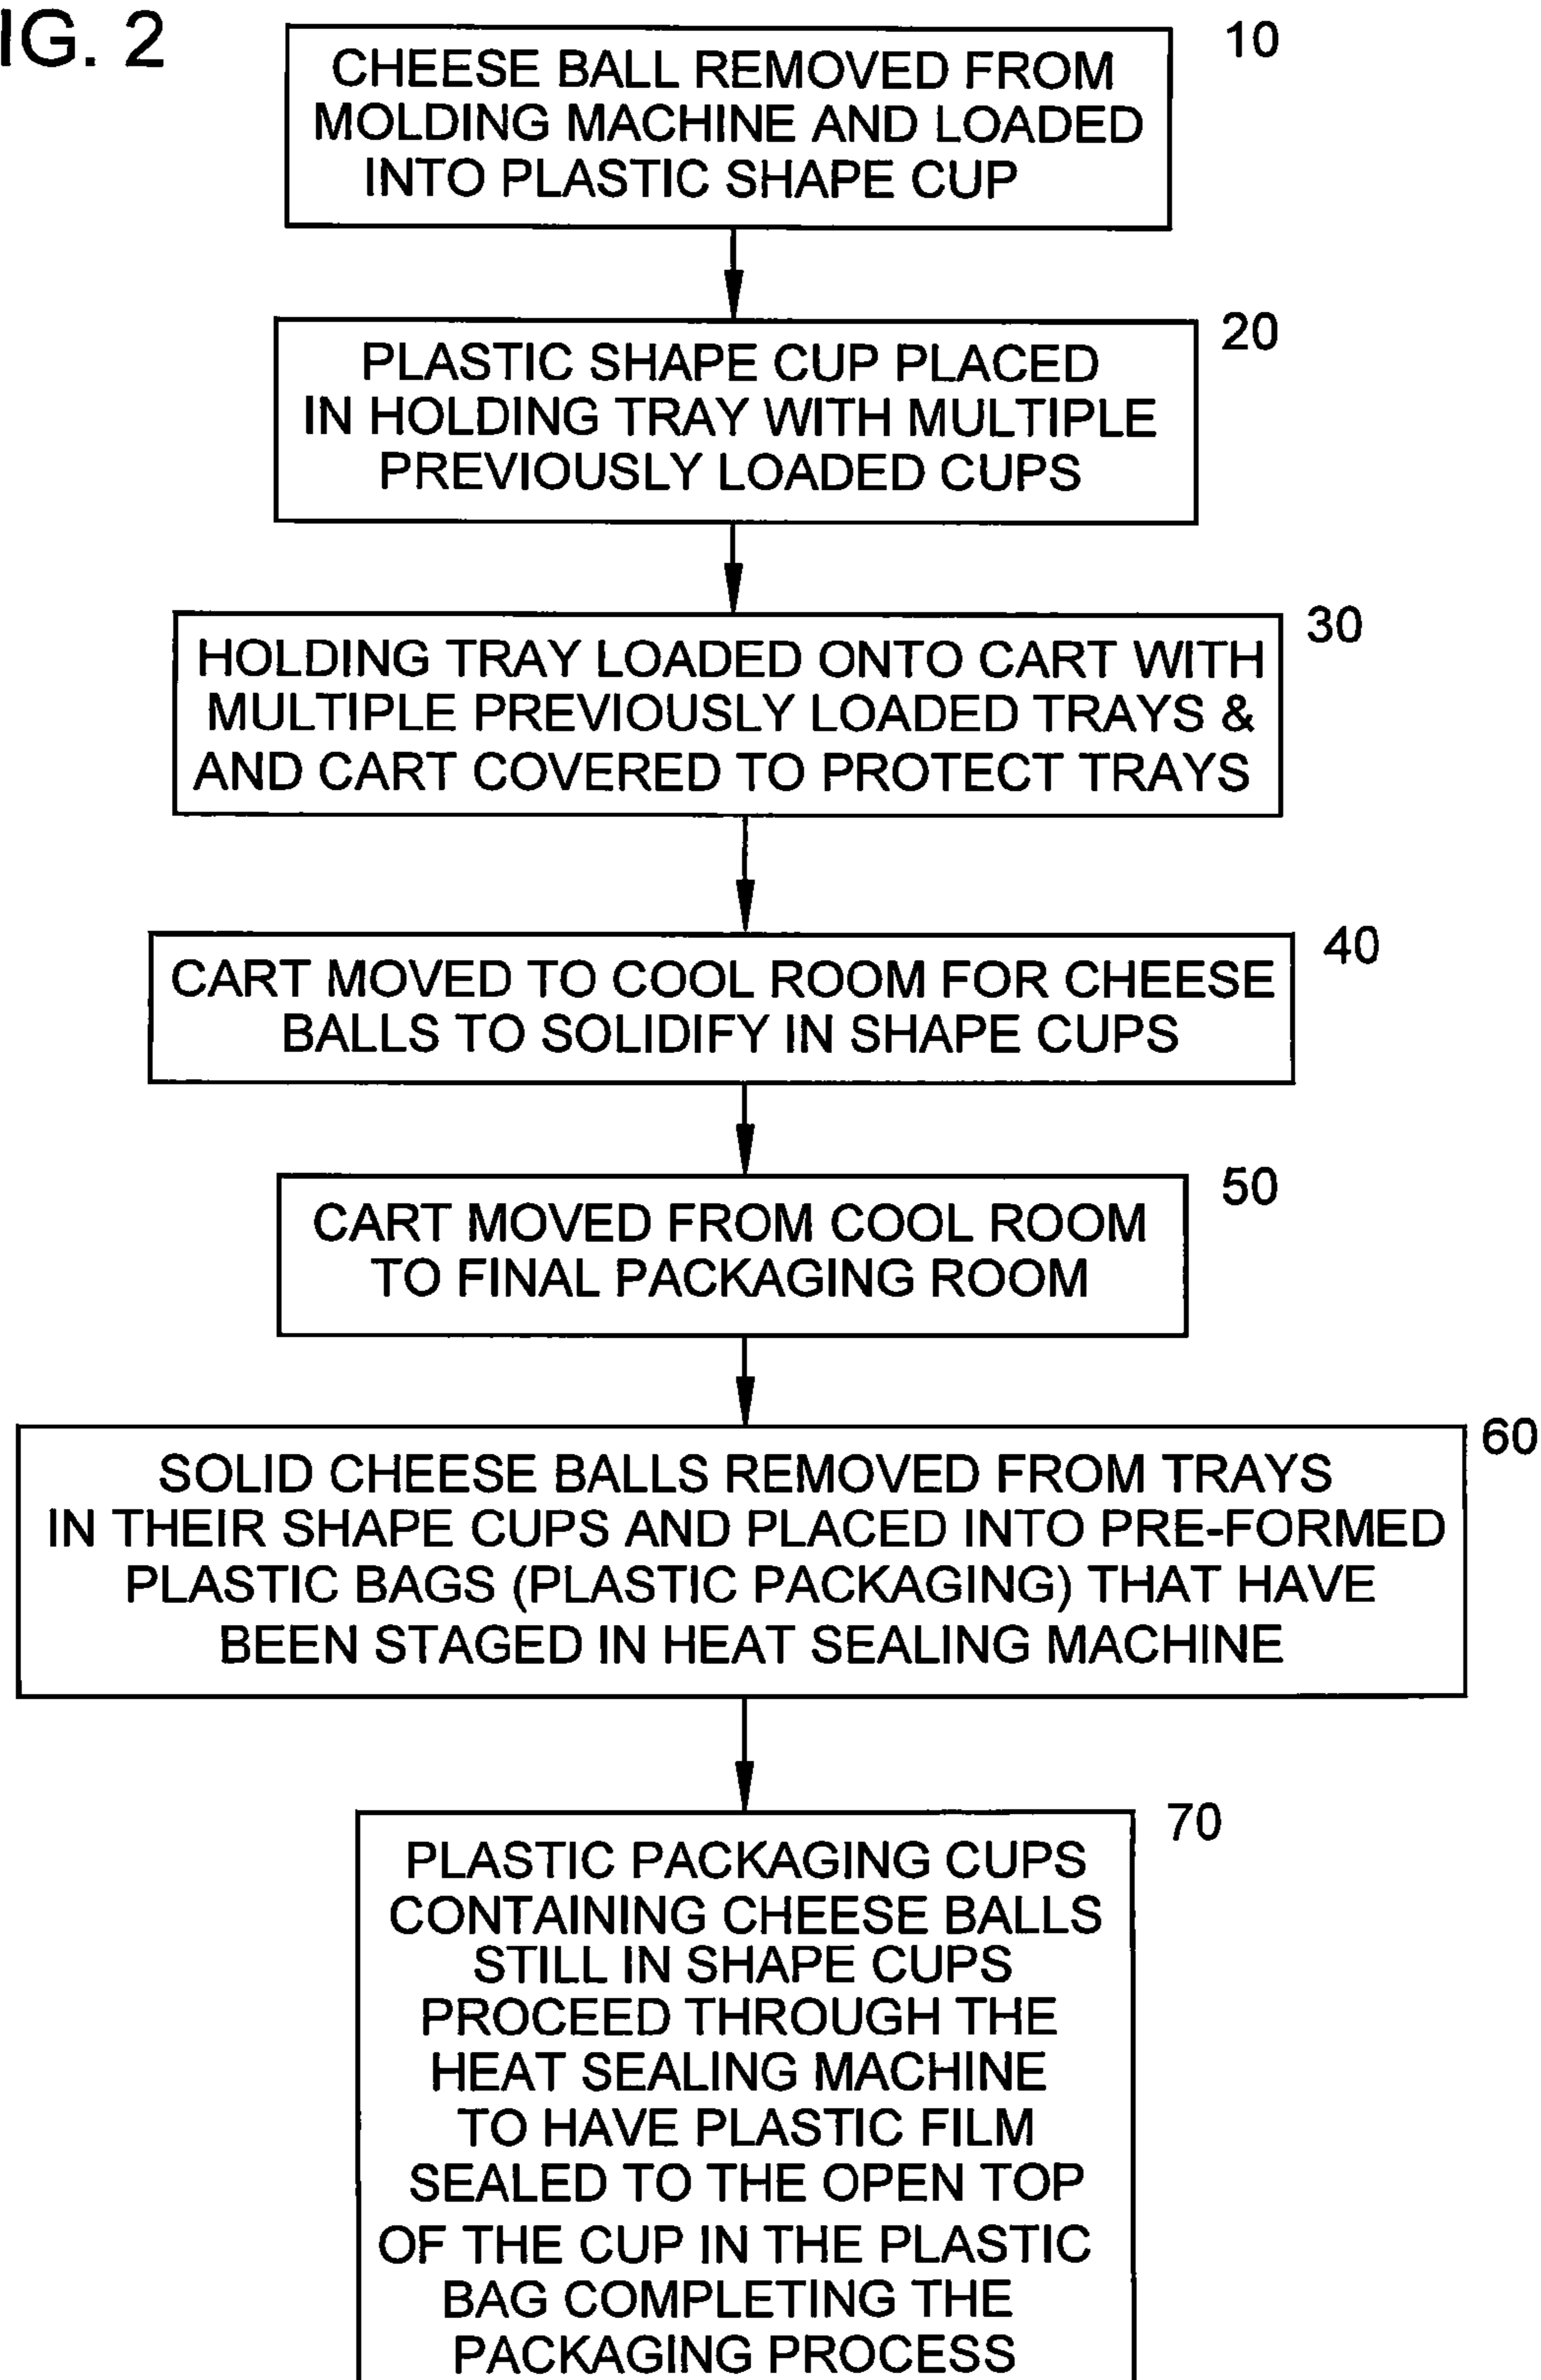 IG. 2
10
CHEESE BALL REMOVED FROM
MOLDING MACHINE AND LOADED
INTO PLASTIC SHAPE CUP
20
PLASTIC SHAPE CUP PLACED
IN HOLDING TRAY WITH MULTIPLE
PREVIOUSLY LOADED CUPS
30
HOLDING TRAY LOADED ONTO CART WITH
MULTIPLE PREVIOUSLY LOADED TRAYS &
AND CART COVERED TO PROTECT TRAYS
40
CART MOVED TO COOL ROOM FOR CHEESE
BALLS TO SOLIDIFY IN SHAPE CUPS
50
CART MOVED FROM COOL ROOM
TO FINAL PACKAGING ROOM
60
SOLID CHEESE BALLS REMOVED FROM TRAYS
IN THEIR SHAPE CUPS AND PLACED INTO PRE-FORMED
PLASTIC BAGS (PLASTIC PACKAGING) THAT HAVE
BEEN STAGED IN HEAT SEALING MACHINE
70
PLASTIC PACKAGING CUPS
CONTAINING CHEESE BALLS
STILL IN SHAPE CUPS
PROCEED THROUGH THE
HEAT SEALING MACHINE
TO HAVE PLASTIC FILM
SEALED TO THE OPEN TOP
OF THE CUP IN THE PLASTIC
BAG COMPLETING THE
PACKAGING PROCESS